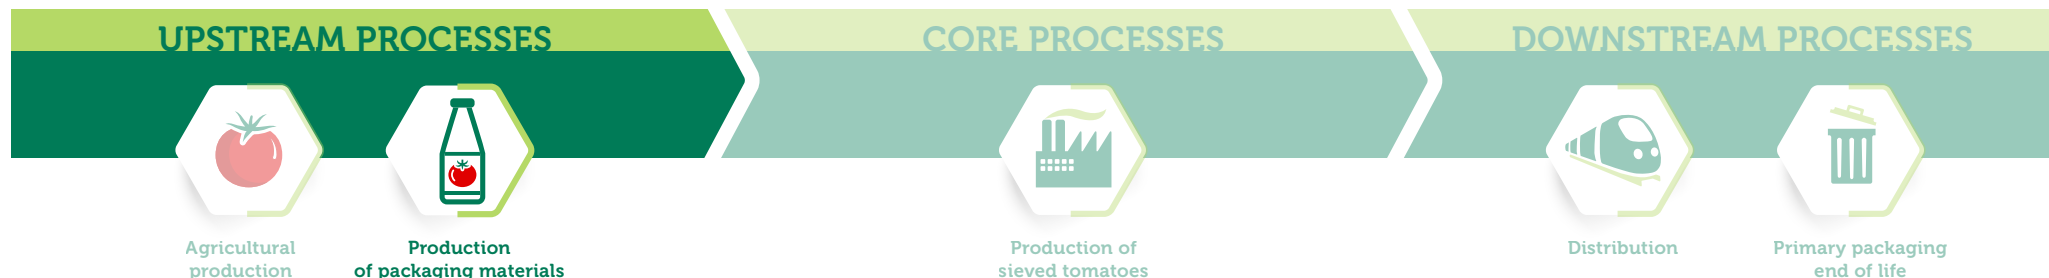 UPSTREAM PROCESSES
CORE PROCESSES
DOWNSTREAM PROCESSES
Agricultural
production
Production
of packaging materials
Production of
sieved tomatoes
Distribution
Primary packaging
end of life